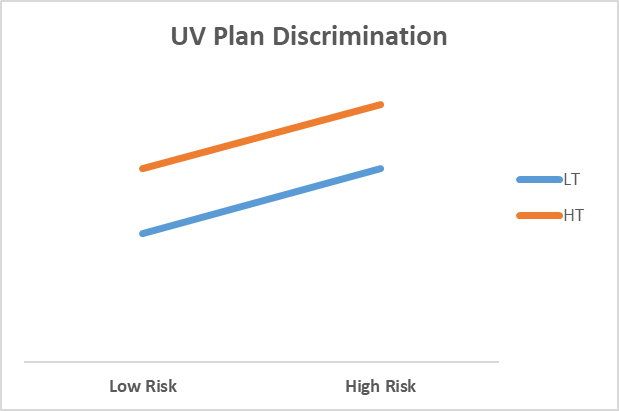 UV Plan Discrimination
LT
HT
Low Risk
High Risk